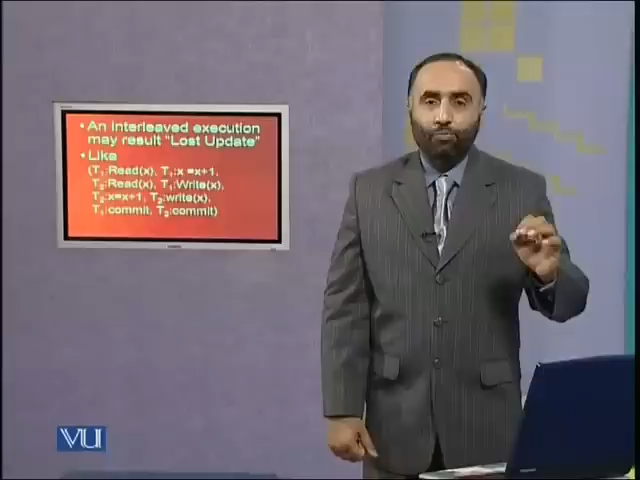 • An interleaved execution
may result "Lost Update"
• Like
(T₁:Read(x), T₁:x =x+1,
T₂:Read(x), T₁:Write(x),
T₂:x=x+1, T₂:write(x),
T₁:commit, T₂:commit)
VU